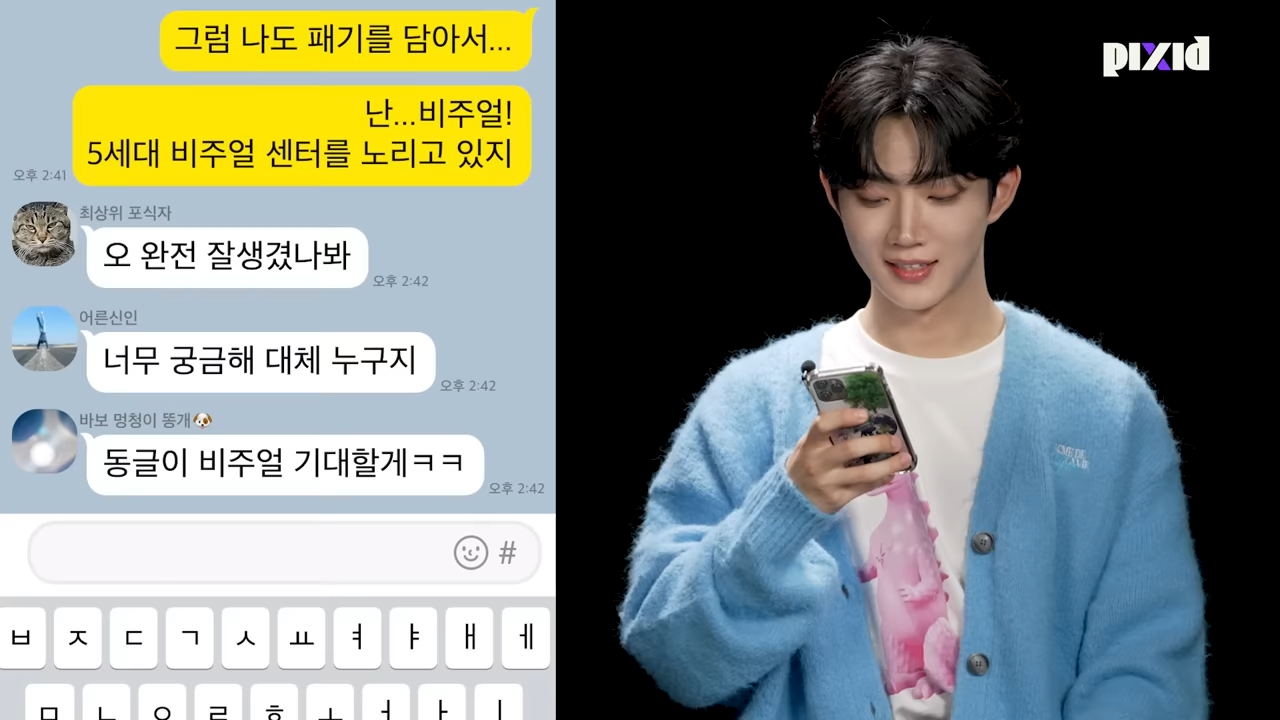 그럼 나도 패기를 담아서...
난...비주얼!
5세대 비주얼 센터를 노리고 있지
오후 2:41
최상위 포식자
오 완전 잘생겼나봐
오후 2:42
어른신인
너무 궁금해 대체 누구지
오후 2:42
바보 멍청이 똥개🐶
동글이 비주얼 기대할게ㅋㅋ
오후 2:42
#
ㅂ ㅈ ㄷ ㄱ ㅅ ㅛ ㅕ ㅑ ㅐ ㅔ
ㅁ ㄴ ㅇ ㄹ ㅎ ㅗ ㅓ ㅏ ㅣ
pixid